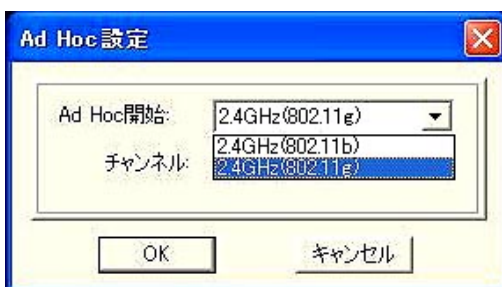 Ad Hoc設定
Ad Hoc開始: 2.4GHz(802.11g)
2.4GHz(802.11b)
チャンネル: 2.4GHz(802.11g)
OK キャンセル